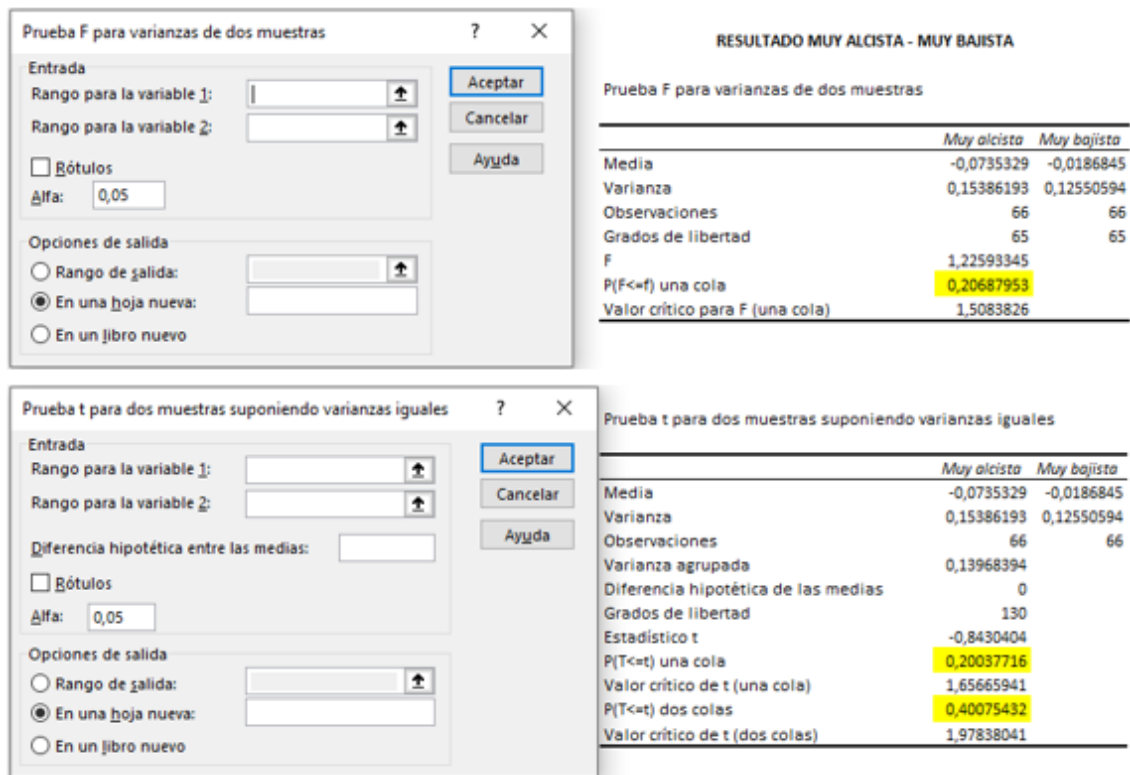 Prueba F para varianzas de dos muestras ? ×
Entrada
Rango para la variable 1:
Rango para la variable 2:
Rótulos
Alfa: 0,05
Aceptar
Cancelar
Ayuda
Opciones de salida
Rango de salida:
En una hoja nueva:
En un libro nuevo
RESULTADO MUY ALCISTA - MUY BAJISTA
Prueba F para varianzas de dos muestras
Muy alcista Muy bajista
Media -0,0735329 -0,0186845
Varianza 0,15386193 0,12550594
Observaciones 66 66
Grados de libertad 65 65
F 1,22593345
P(F<=f) una cola 0,20687953
Valor crítico para F (una cola) 1,5083826
Prueba t para dos muestras suponiendo varianzas iguales ? ×
Entrada
Rango para la variable 1:
Rango para la variable 2:
Diferencia hipotética entre las medias:
Rótulos
Alfa: 0,05
Aceptar
Cancelar
Ayuda
Opciones de salida
Rango de salida:
En una hoja nueva:
En un libro nuevo
Prueba t para dos muestras suponiendo varianzas iguales
Muy alcista Muy bajista
Media -0,0735329 -0,0186845
Varianza 0,15386193 0,12550594
Observaciones 66 66
Varianza agrupada 0,13968394
Diferencia hipotética de las medias 0
Grados de libertad 130
Estadístico t -0,8430404
P(T<=t) una cola 0,20037716
Valor crítico de t (una cola) 1,65665941
P(T<=t) dos colas 0,40075432
Valor crítico de t (dos colas) 1,97838041